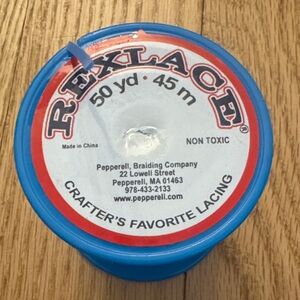 REXLACE®
50 yd • 45 m
Made in China
NON TOXIC
Pepperell, Braiding Company
22 Lowell Street
Pepperell, MA 01463
978-433-2133
www.pepperell.com
CRAFTER'S FAVORITE LACING